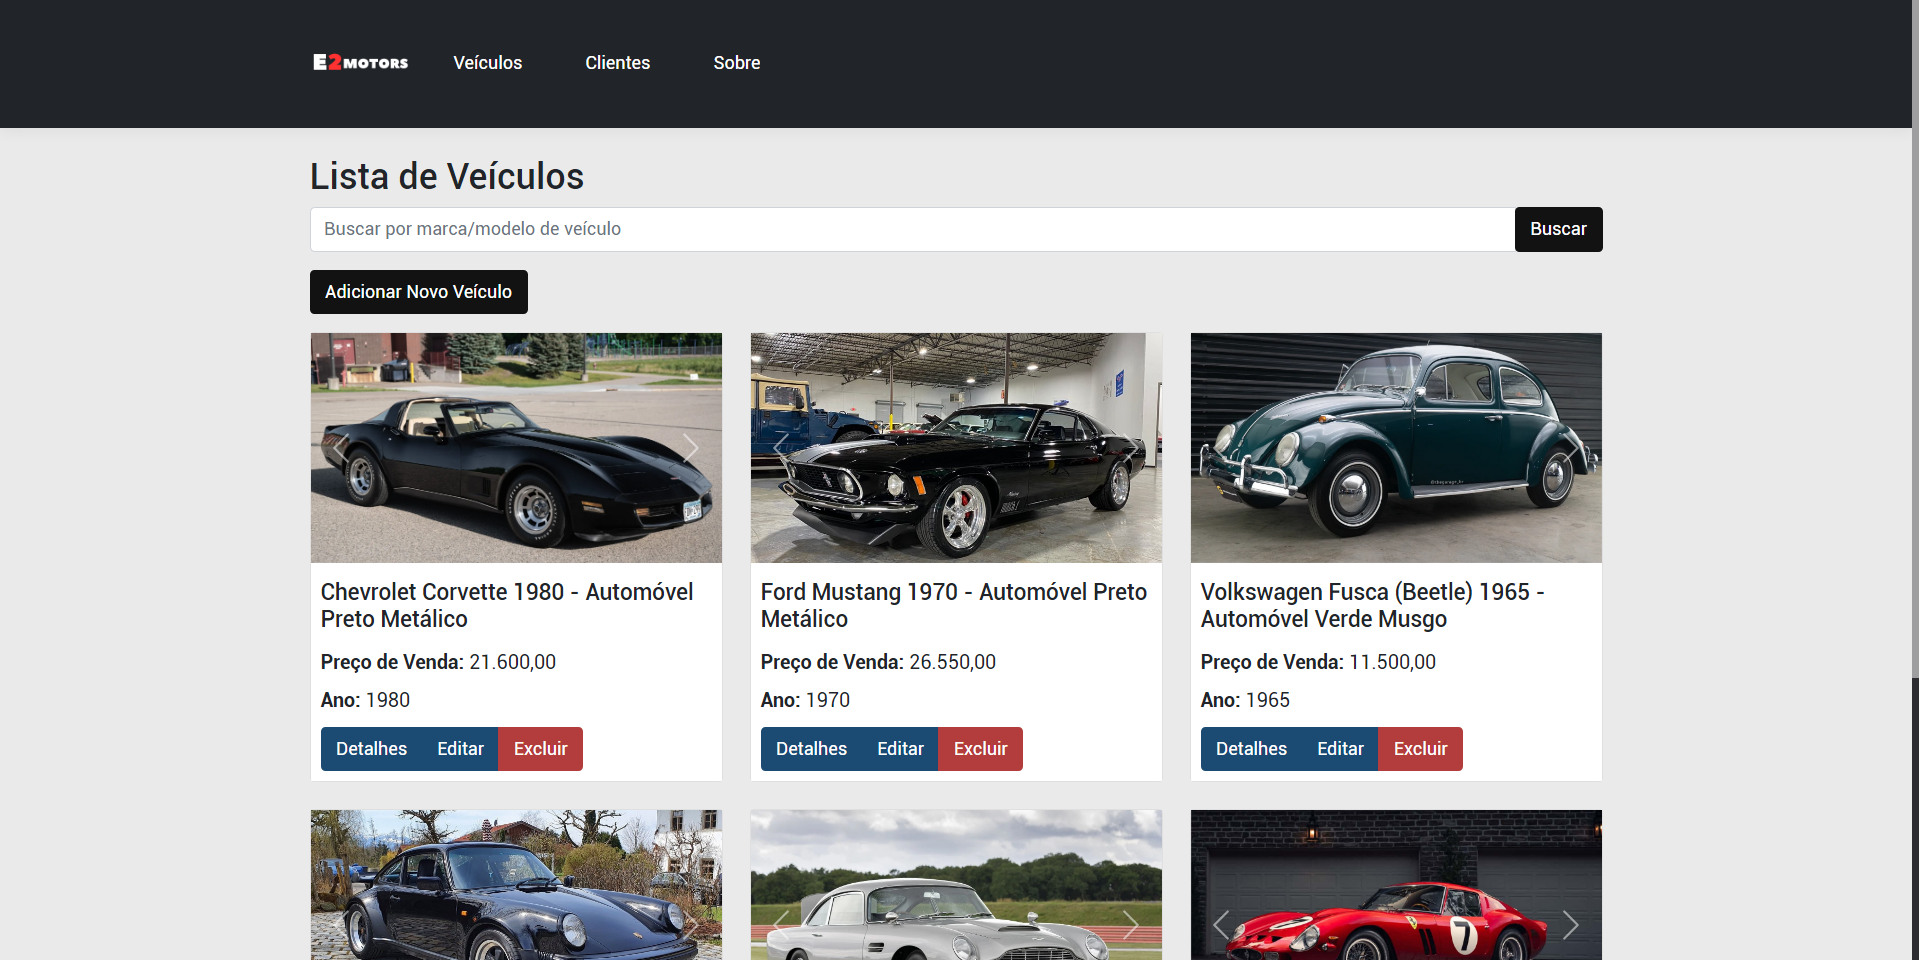 E2MOTORS Veículos Clientes Sobre
Lista de Veículos
Buscar por marca/modelo de veículo Buscar
Adicionar Novo Veículo
Chevrolet Corvette 1980 - Automóvel
Preto Metálico
Preço de Venda: 21.600,00
Ano: 1980
Detalhes Editar Excluir
Ford Mustang 1970 - Automóvel Preto
Metálico
Preço de Venda: 26.550,00
Ano: 1970
Detalhes Editar Excluir
Volkswagen Fusca (Beetle) 1965 -
Automóvel Verde Musgo
Preço de Venda: 11.500,00
Ano: 1965
Detalhes Editar Excluir
7